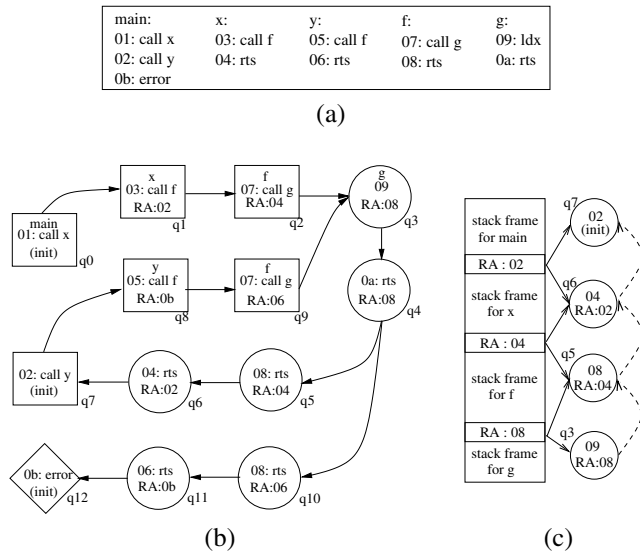 main:
01: call x
02: call y
0b: error
x:
03: call f
04: rts
y:
05: call f
06: rts
f:
07: call g
08: rts
g:
09: ldx
0a: rts
(a)
main
01: call x
(init)
q0
x
03: call f
RA:02
q1
f
07: call g
RA:04
q2
g
09
RA:08
q3
0a: rts
RA:08
q4
y
05: call f
RA:0b
q8
f
07: call g
RA:06
q9
02: call y
(init)
q7
04: rts
RA:02
q6
08: rts
RA:04
q5
0b: error
(init)
q12
06: rts
RA:0b
q11
08: rts
RA:06
q10
(b)
stack frame
for main
RA : 02
stack frame
for x
RA : 04
stack frame
for f
RA : 08
stack frame
for g
q7
02
(init)
q6
04
RA:02
q5
08
RA:04
q3
09
RA:08
(c)